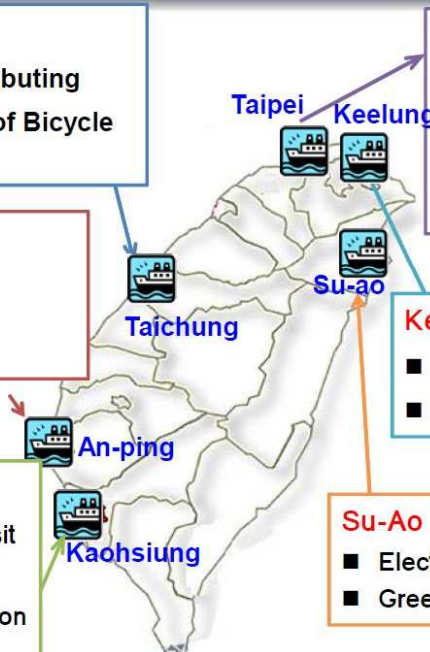 buting
of Bicycle
Taipei
Keelung
Su-ao
Ke
Taichung
An-ping
Kaohsiung
sit
on
Su-Ao
Elect
Gree